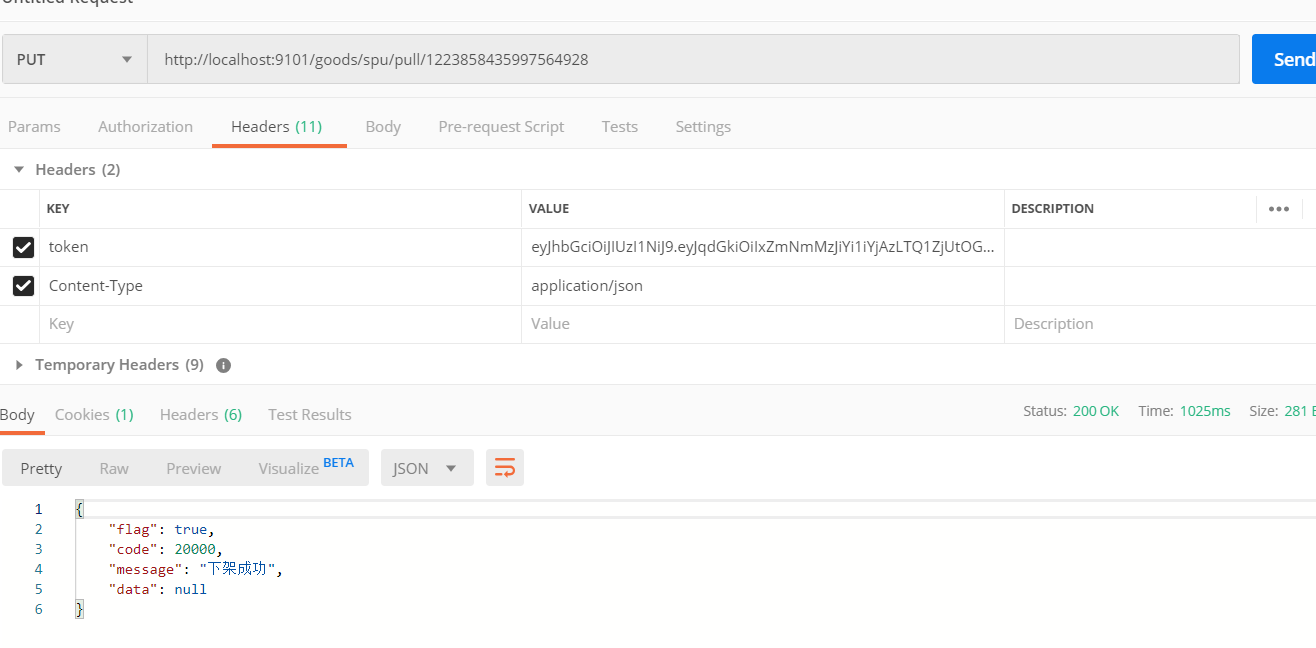 Untitled Request
PUT
http://localhost:9101/goods/spu/pull/1223858435997564928
Send
Params Authorization Headers (11) Body Pre-request Script Tests Settings
Headers (2)
KEY VALUE DESCRIPTION •••
token eyJhbGciOiJIUzI1NiJ9.eyJqdGkiOiIxZmNmMzJiYi1iYjAzLTQ1ZjUtOG...
Content-Type application/json
Key Value Description
Temporary Headers (9) i
Body Cookies (1) Headers (6) Test Results Status: 200 OK Time: 1025ms Size: 281
Pretty Raw Preview Visualize BETA JSON
1 {
2 "flag": true,
3 "code": 20000,
4 "message": "下架成功",
5 "data": null
6 }